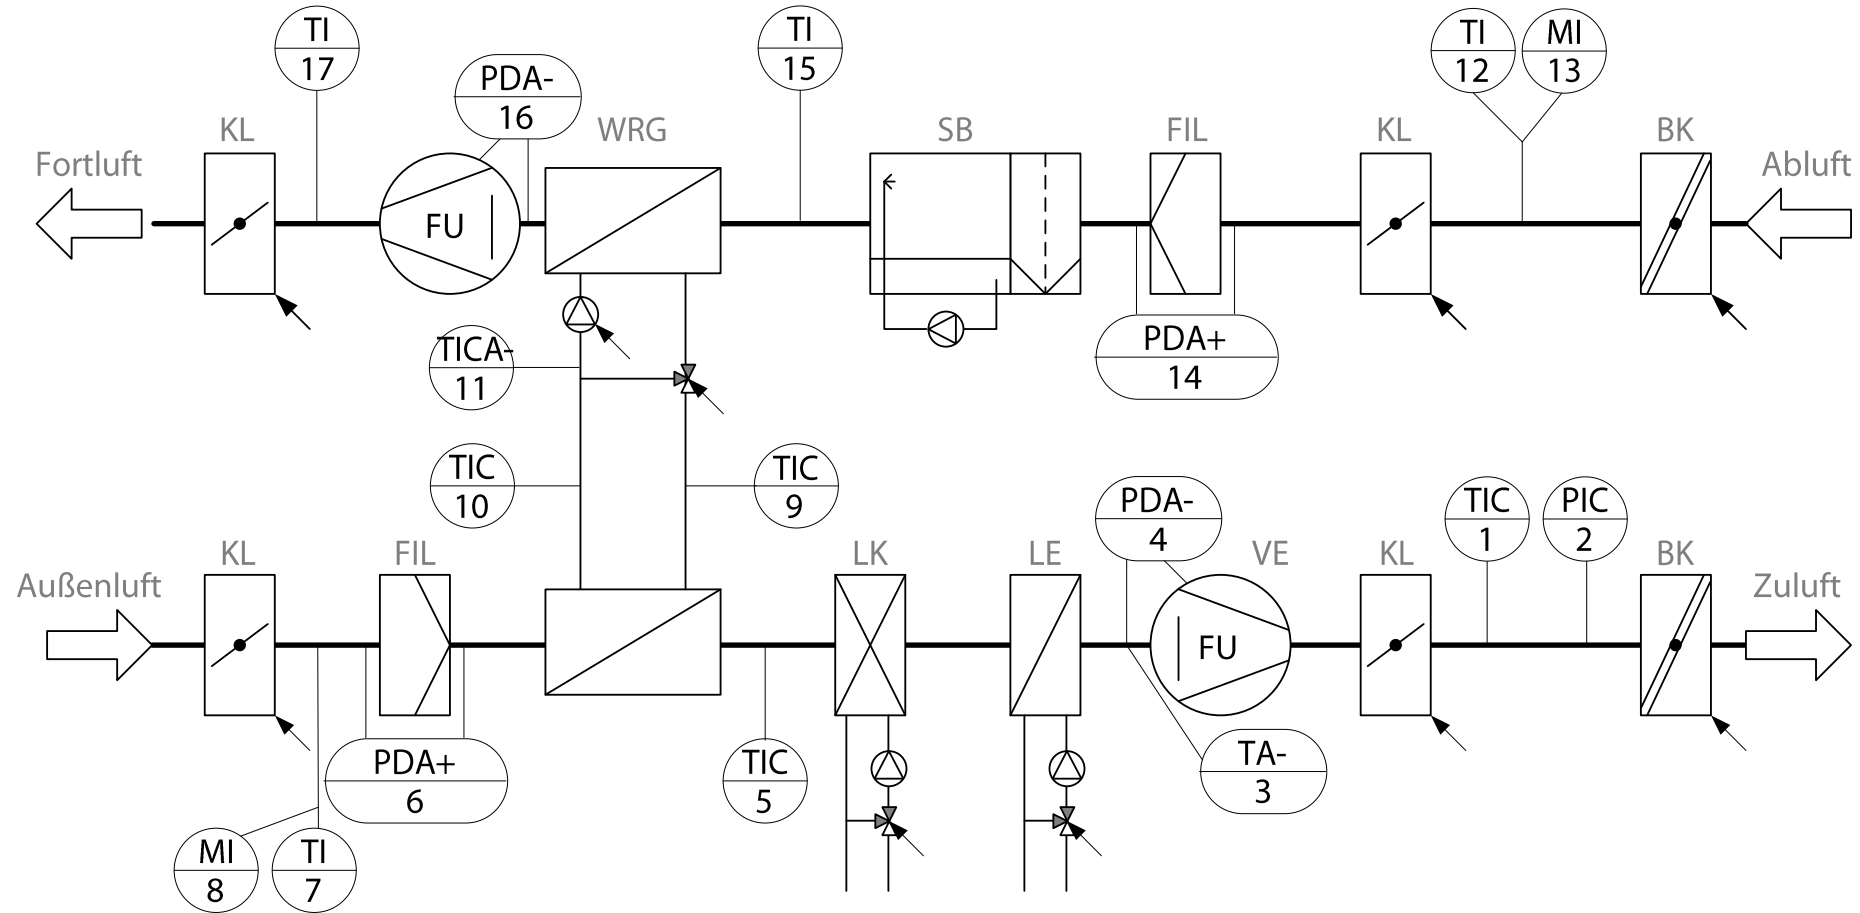 TI
17
PDA-
16
TI
15
TI
12
MI
13
KL
WRG
SB
FIL
KL
BK
Fortluft
Abluft
FU
TICA-
11
PDA+
14
TIC
10
TIC
9
PDA-
4
TIC
1
PIC
2
KL
FIL
LK
LE
VE
KL
BK
Außenluft
Zuluft
FU
PDA+
6
TIC
5
TA-
3
MI
8
TI
7